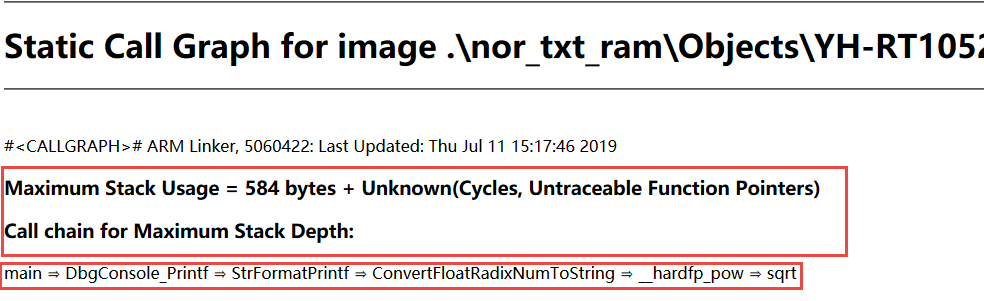 Static Call Graph for image .\nor_txt_ram\Objects\YH-RT1052
#<CALLGRAPH># ARM Linker, 5060422: Last Updated: Thu Jul 11 15:17:46 2019
Maximum Stack Usage = 584 bytes + Unknown(Cycles, Untraceable Function Pointers)
Call chain for Maximum Stack Depth:
main ⇒ DbgConsole_Printf ⇒ StrFormatPrintf ⇒ ConvertFloatRadixNumToString ⇒ __hardfp_pow ⇒ sqrt